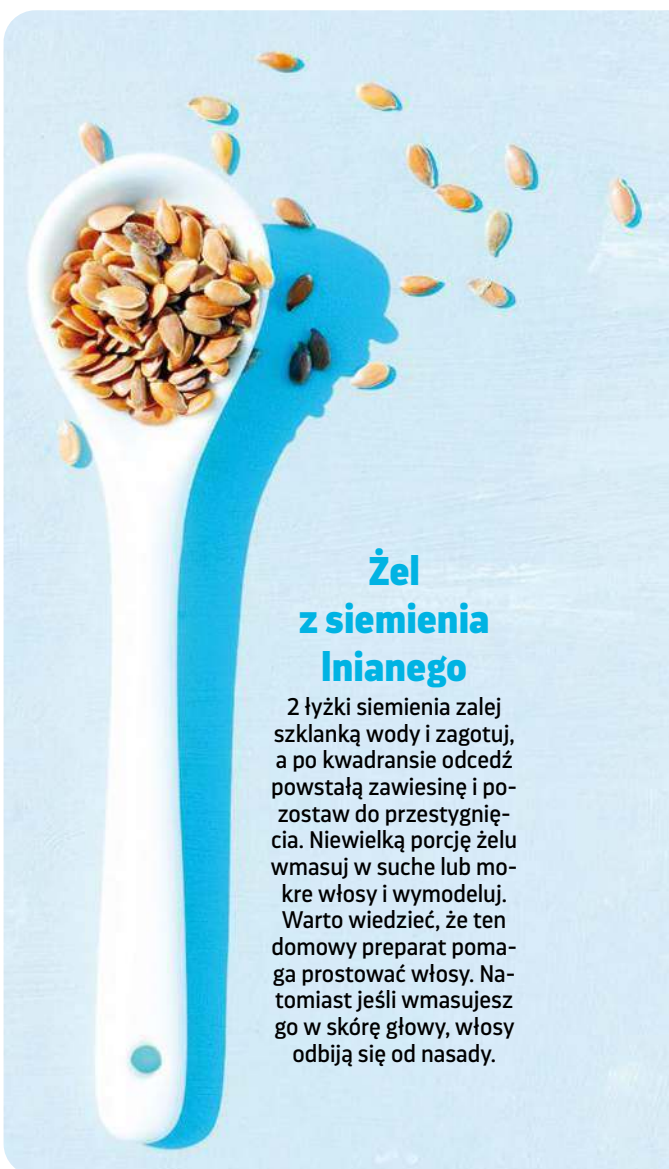 Żel
z siemienia
lnianego
2 łyżki siemienia zalej
szklanką wody i zagotuj,
a po kwadransie odcedź
powstałą zawiesinę i po-
zostaw do przestygnię-
cia. Niewielką porcję żelu
wmasuj w suche lub mo-
kre włosy i wymodeluj.
Warto wiedzieć, że ten
domowy preparat poma-
ga prostować włosy. Na-
tomiast jeśli wmasujesz
go w skórę głowy, włosy
odbiją się od nasady.